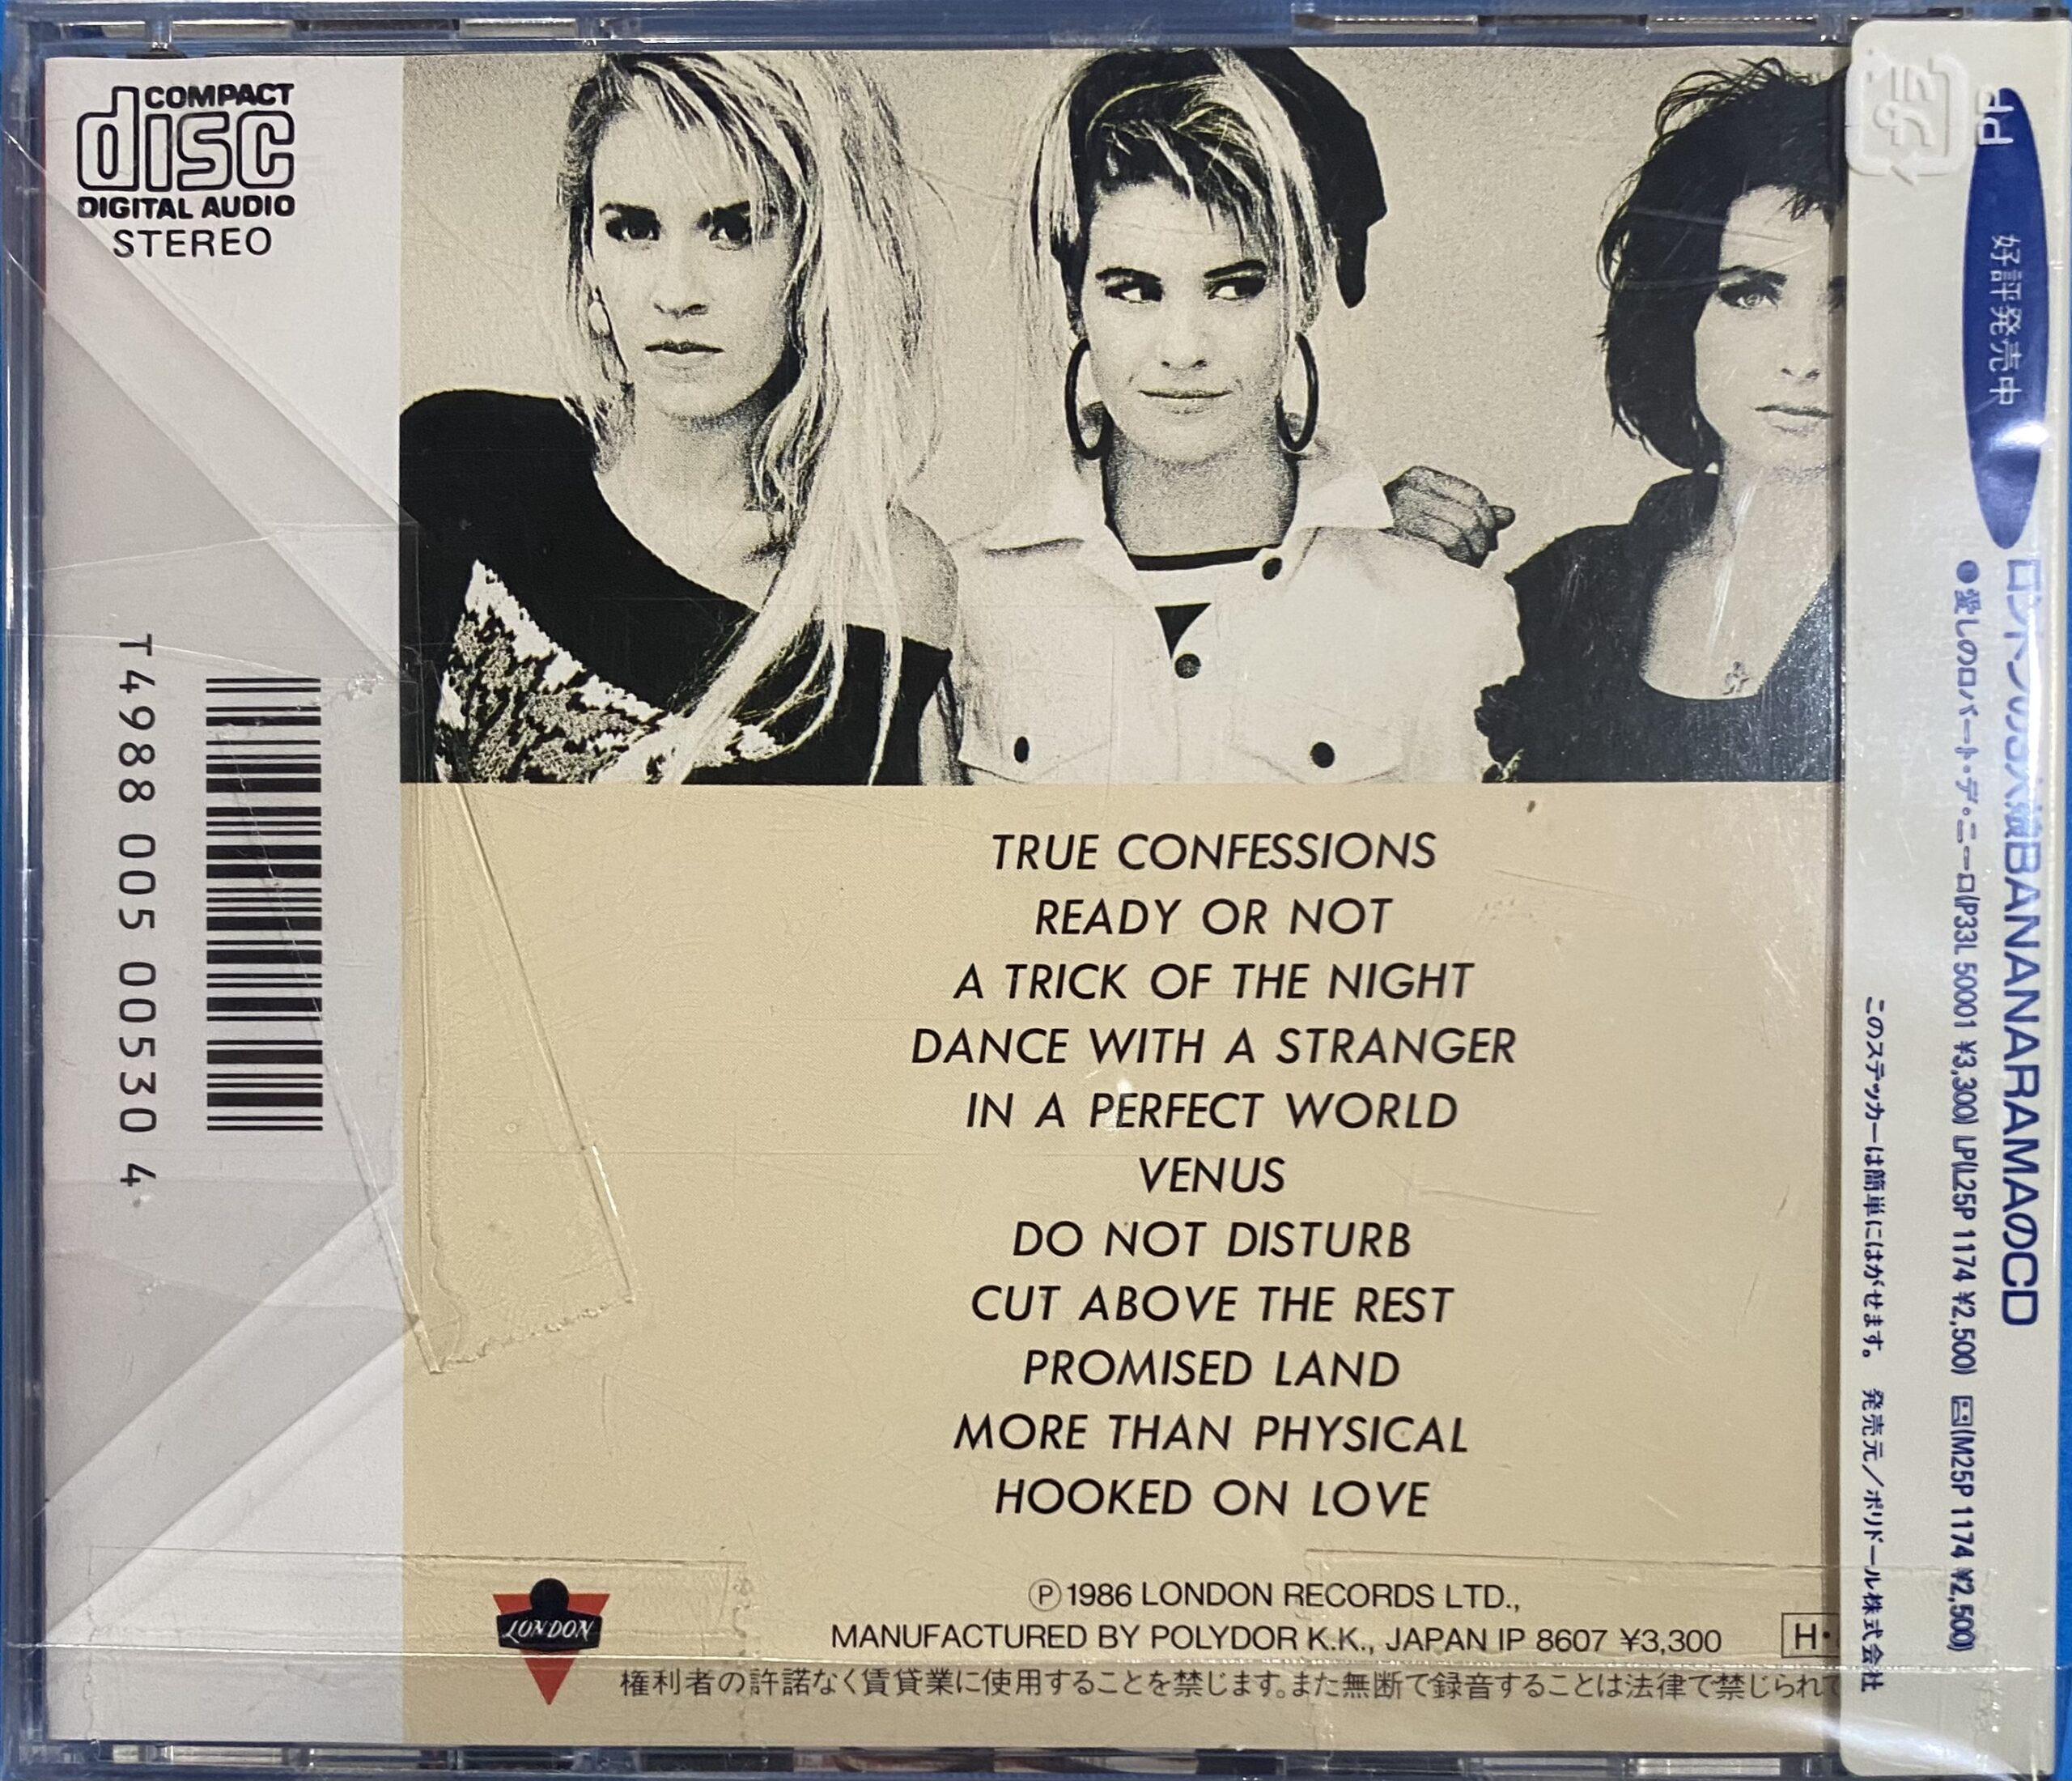 COMPACT
disc
DIGITAL AUDIO
STEREO
T4988 005 00530 4
TRUE CONFESSIONS
READY OR NOT
A TRICK OF THE NIGHT
DANCE WITH A STRANGER
IN A PERFECT WORLD
VENUS
DO NOT DISTURB
CUT ABOVE THE REST
PROMISED LAND
MORE THAN PHYSICAL
HOOKED ON LOVE
LONDON
Ⓟ1986 LONDON RECORDS LTD.,
MANUFACTURED BY POLYDOR K.K., JAPAN IP 8607 ¥3,300
H•
権利者の許諾なく賃貸業に使用することを禁じます。また無断で録音することは法律で禁じられて
プラ
好評発売中
BANANARAMAのCD
●愛しのロバート・デ・ニーロ(P33L 50001 ¥3,300) LP(L25P 1174 ¥2,500) (M25P 1174 ¥2,500)
このステッカーは簡単にはがせます。 発売元／ポリドール株式会社